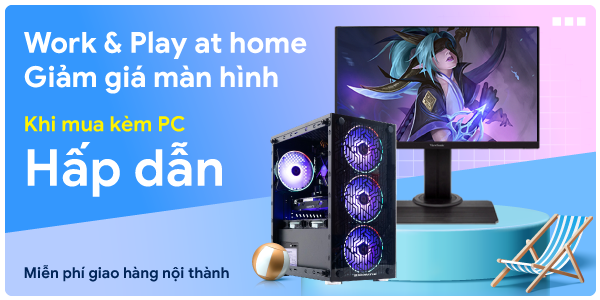 Work & Play at home
Giảm giá màn hình
Khi mua kèm PC
Hấp dẫn
Miễn phí giao hàng nội thành